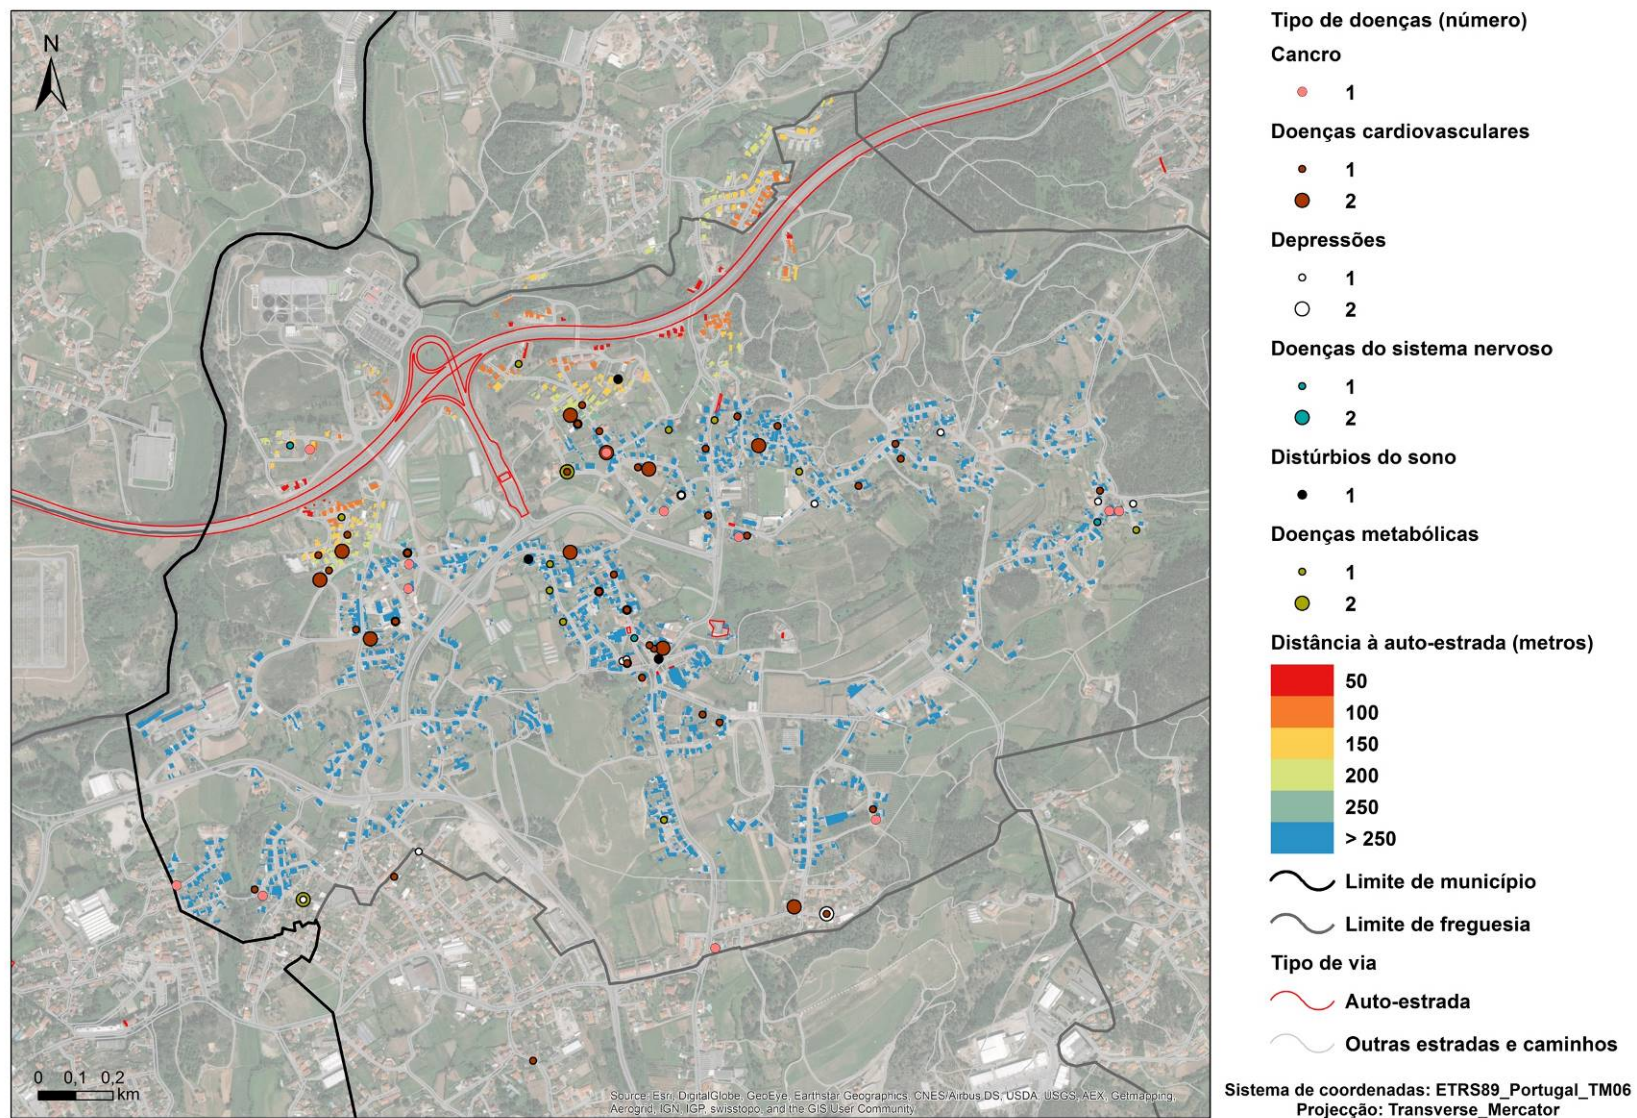 N
0 0,1 0,2
km
Source: Esri, DigitalGlobe, GeoEye, Earthstar Geographics, CNES/Airbus DS, USDA, USGS, AEX, Getmapping,
Aerogrid, IGN, IGP, swisstopo, and the GIS User Community
Tipo de doenças (número)
Cancro
1
Doenças cardiovasculares
1
2
Depressões
1
2
Doenças do sistema nervoso
1
2
Distúrbios do sono
1
Doenças metabólicas
1
2
Distância à auto-estrada (metros)
50
100
150
200
250
> 250
Limite de município
Limite de freguesia
Tipo de via
Auto-estrada
Outras estradas e caminhos
Sistema de coordenadas: ETRS89_Portugal_TM06
Projecção: Transverse_Mercator